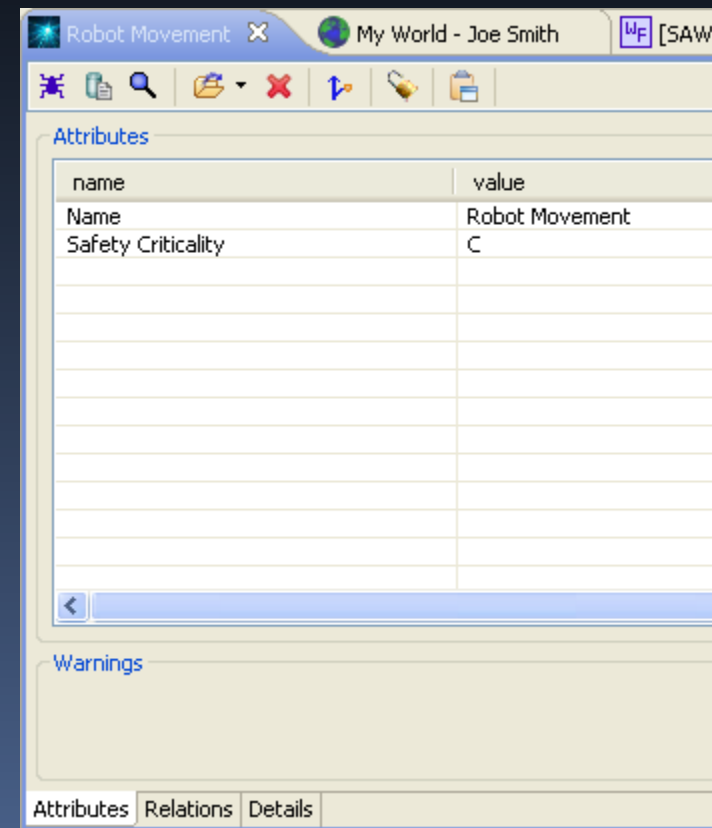 Robot Movement My World - Joe Smith WF [SAW
Attributes
name value
Name Robot Movement
Safety Criticality C
Warnings
Attributes Relations Details